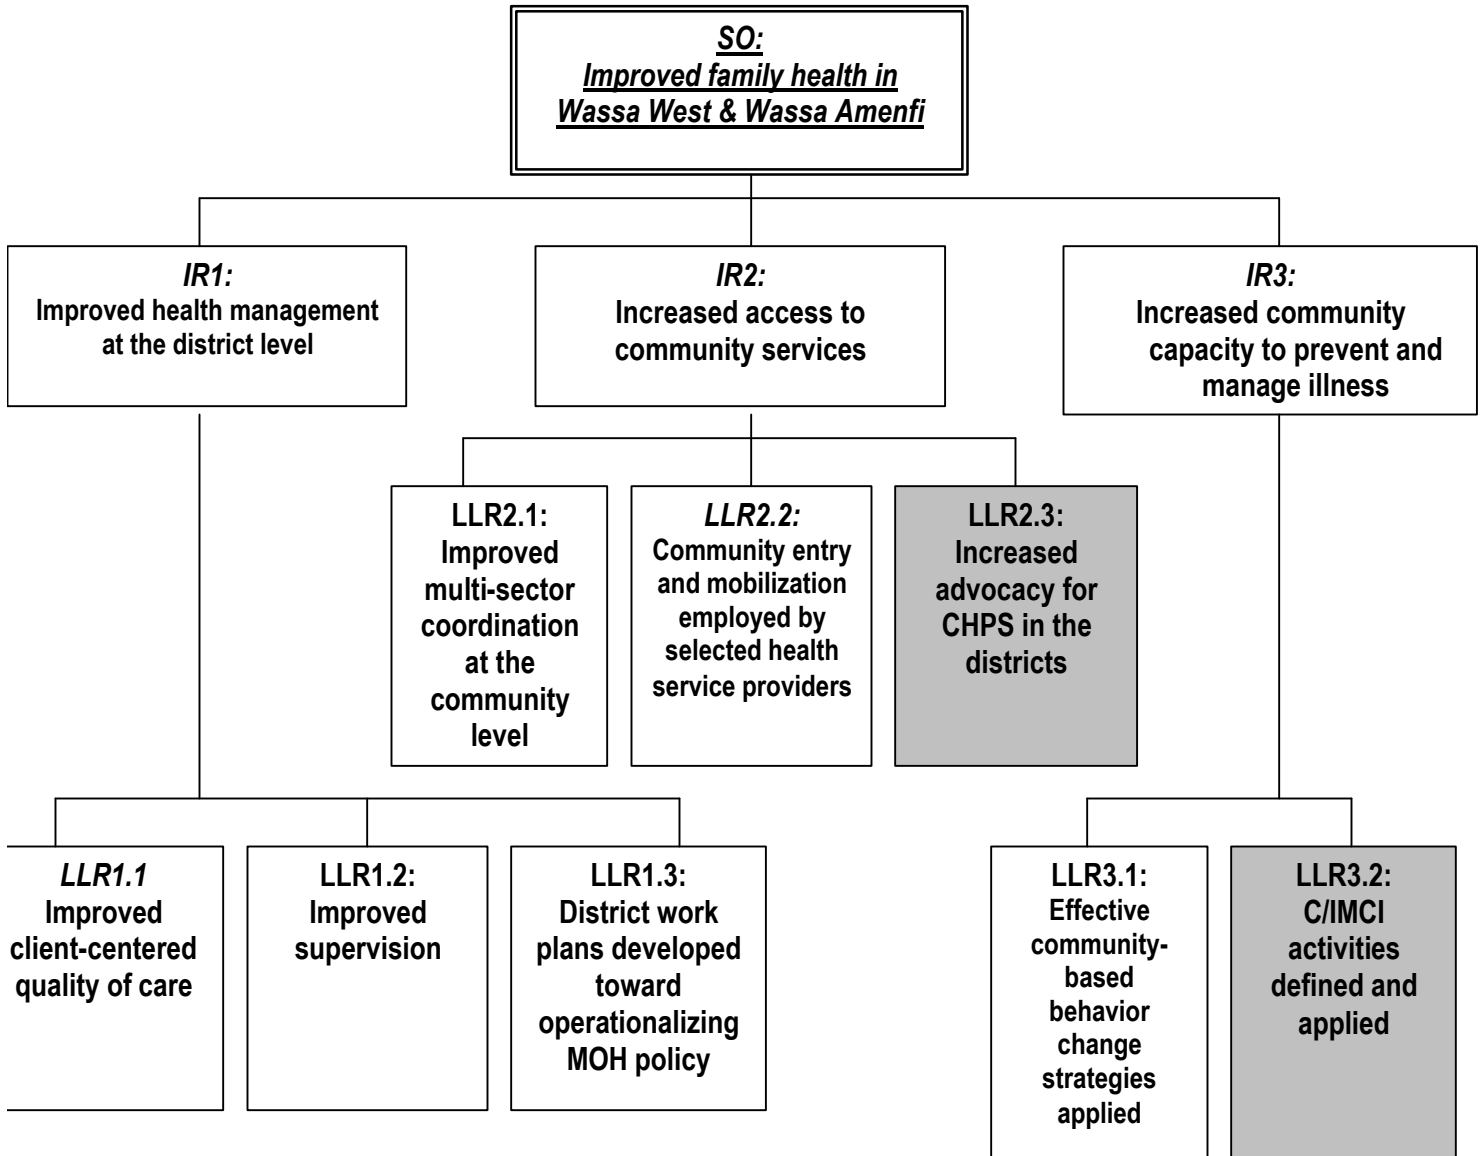 SO:
Improved family health in
Wassa West & Wassa Amenfi
IR1:
Improved health management
at the district level
IR2:
Increased access to
community services
IR3:
Increased community
capacity to prevent and
manage illness
LLR2.1:
Improved
multi-sector
coordination
at the
community
level
LLR2.2:
Community entry
and mobilization
employed by
selected health
service providers
LLR2.3:
Increased
advocacy for
CHPS in the
districts
LLR1.1
Improved
client-centered
quality of care
LLR1.2:
Improved
supervision
LLR1.3:
District work
plans developed
toward
operationalizing
MOH policy
LLR3.1:
Effective
community-
based
behavior
change
strategies
applied
LLR3.2:
C/IMCI
activities
defined and
applied